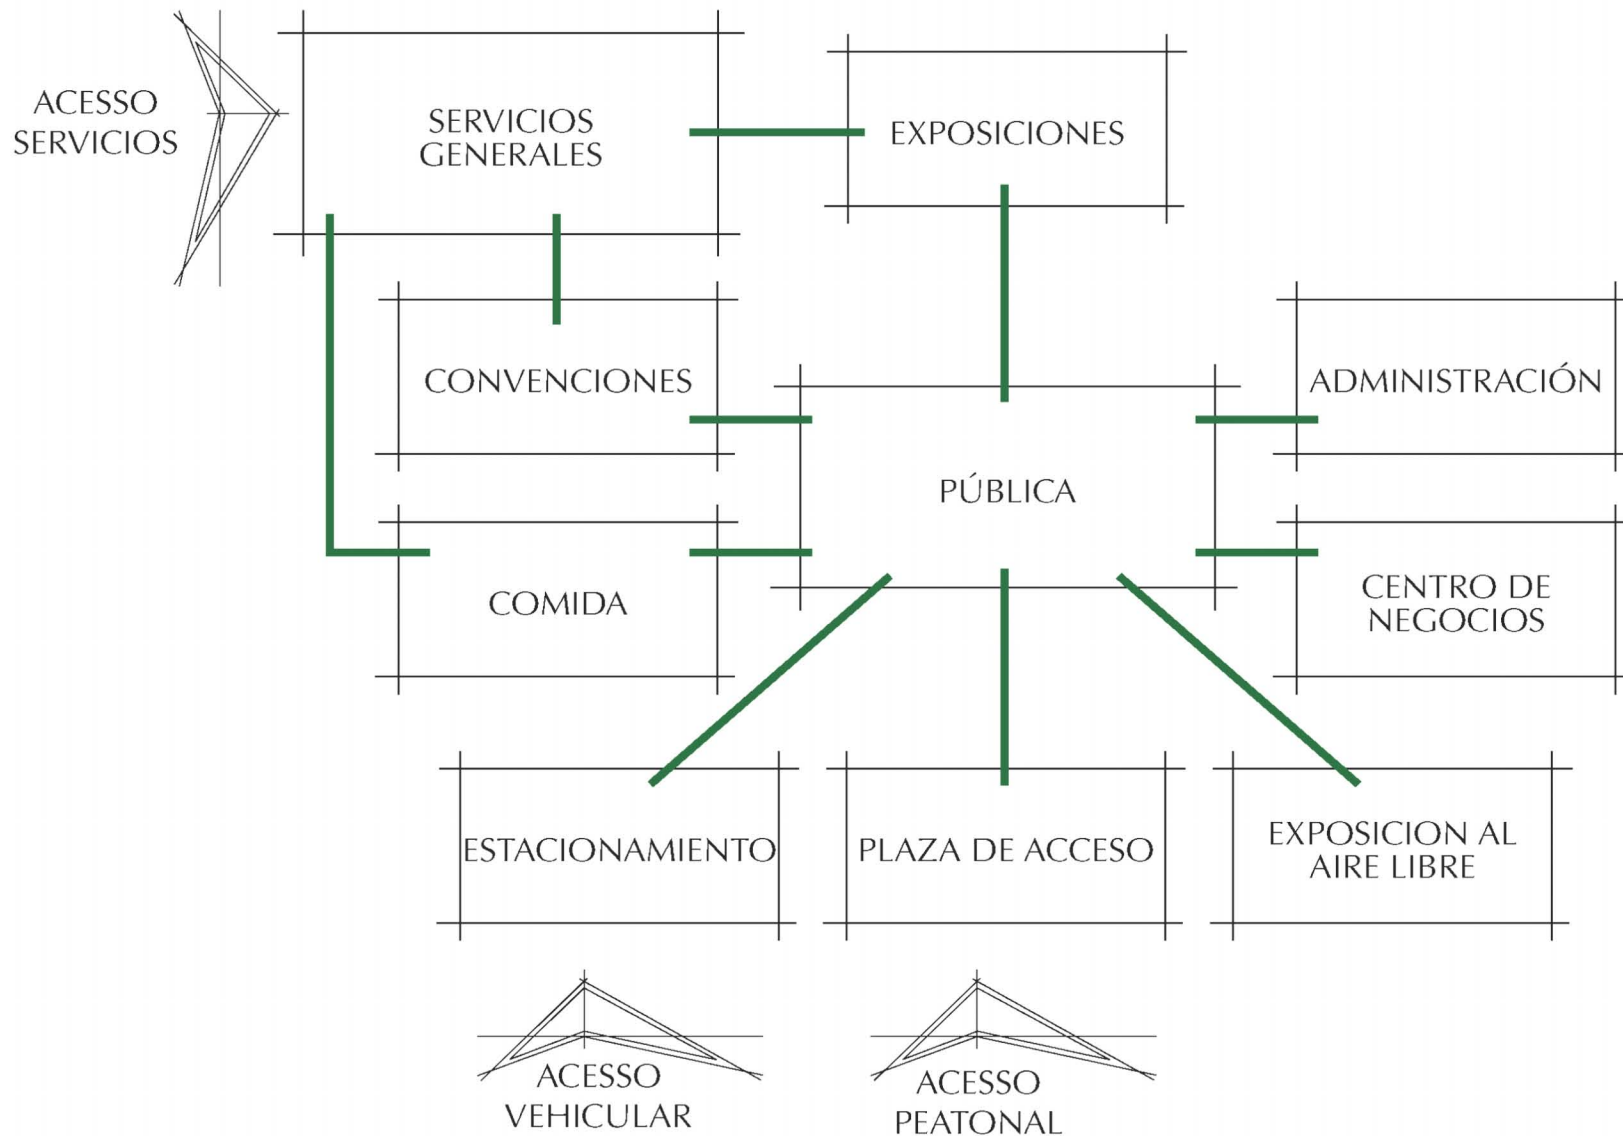 ACESSO
SERVICIOS
SERVICIOS
GENERALES
EXPOSICIONES
CONVENCIONES
ADMINISTRACIÓN
PÚBLICA
COMIDA
CENTRO DE
NEGOCIOS
ESTACIONAMIENTO
PLAZA DE ACCESO
EXPOSICION AL
AIRE LIBRE
ACESSO
VEHICULAR
ACESSO
PEATONAL